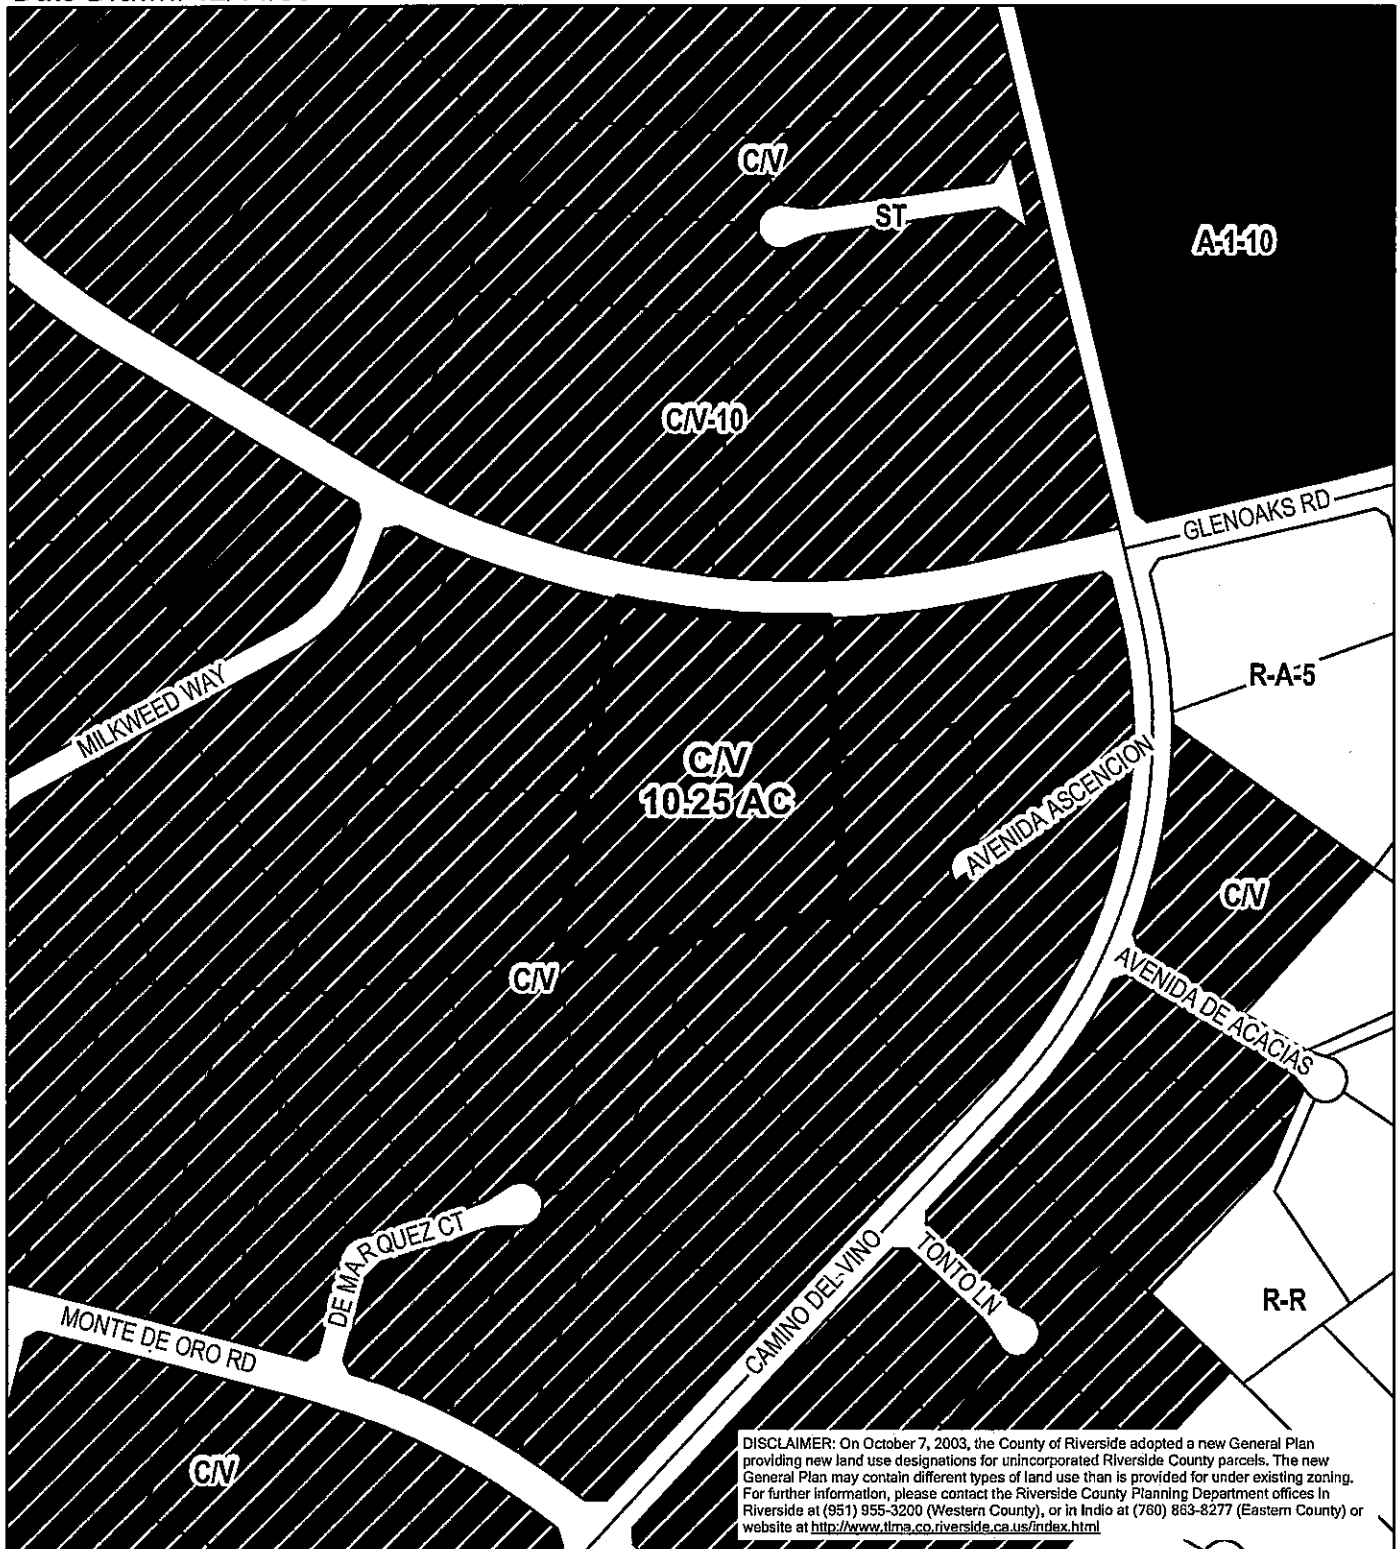 C/V
ST
A-1-10
C/V-10
GLENOAKS RD
R-A-5
MILKWEED WAY
C/V
10.25 AC
AVENIDA ASCENCION
C/V
AVENIDA DE ACACIAS
C/V
DE MARQUEZ CT
MONTE DE ORO RD
CAMINO DEL VINO
TONTO LN
R-R
C/V
DISCLAIMER: On October 7, 2003, the County of Riverside adopted a new General Plan
providing new land use designations for unincorporated Riverside County parcels. The new
General Plan may contain different types of land use than is provided for under existing zoning.
For further information, please contact the Riverside County Planning Department offices in
Riverside at (951) 955-3200 (Western County), or in Indio at (760) 863-8277 (Eastern County) or
website at http://www.tlma.co.riverside.ca.us/index.html